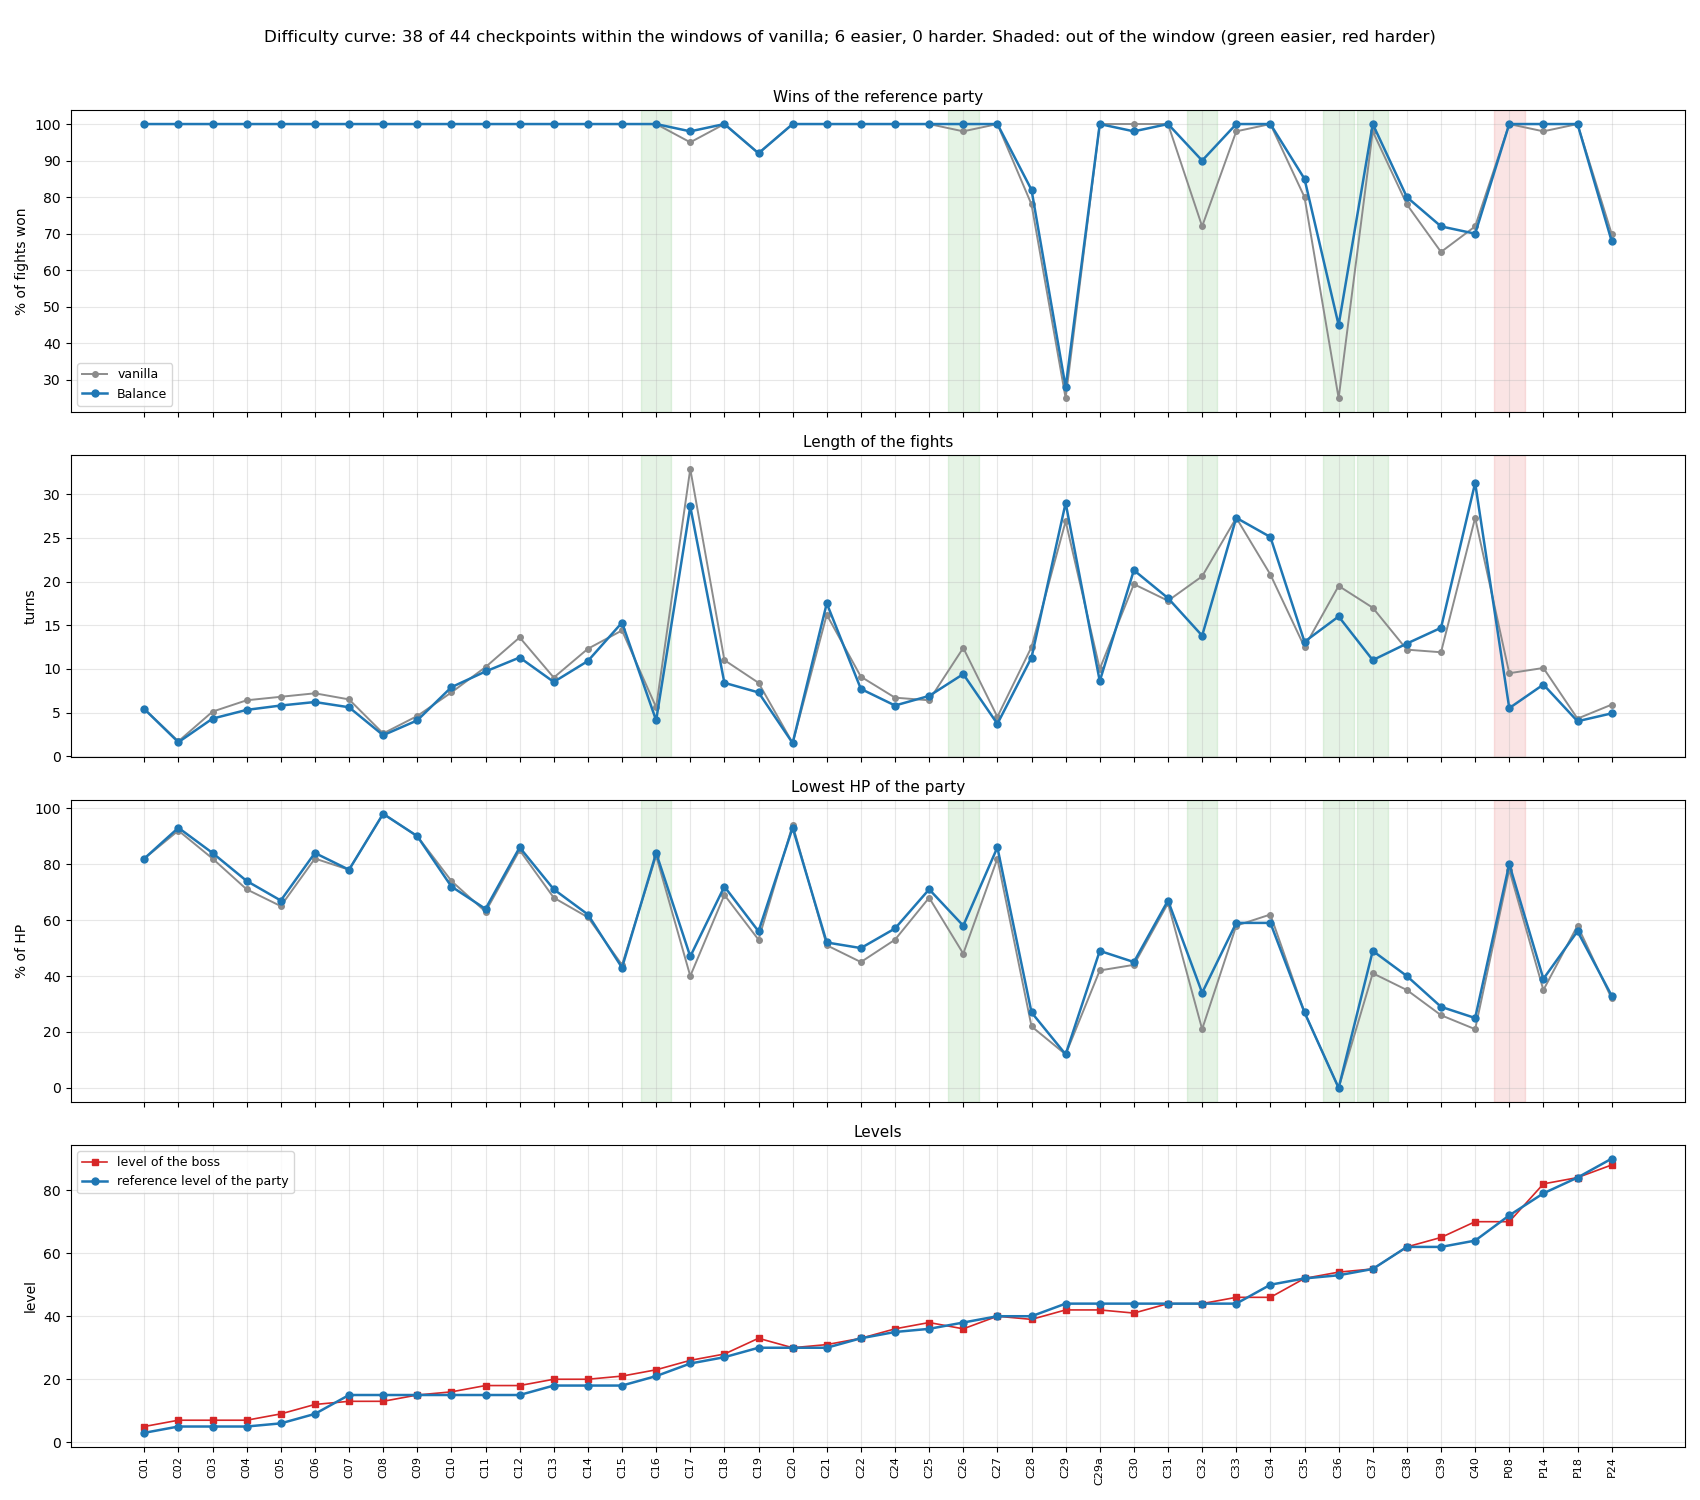 Difficulty curve: 38 of 44 checkpoints within the windows of vanilla; 6 easier, 0 harder. Shaded: out of the window (green easier, red harder)
Wins of the reference party
100
90
80
70
60
50
40
30
% of fights won
vanilla
Balance
Length of the fights
30
25
20
15
10
5
0
turns
Lowest HP of the party
100
80
60
40
20
0
% of HP
Levels
80
60
40
20
0
level
level of the boss
reference level of the party
C01 C02 C03 C04 C05 C06 C07 C08 C09 C10 C11 C12 C13 C14 C15 C16 C17 C18 C19 C20 C21 C22 C24 C25 C26 C27 C28 C29 C29a C30 C31 C32 C33 C34 C35 C36 C37 C38 C39 C40 P08 P14 P18 P24